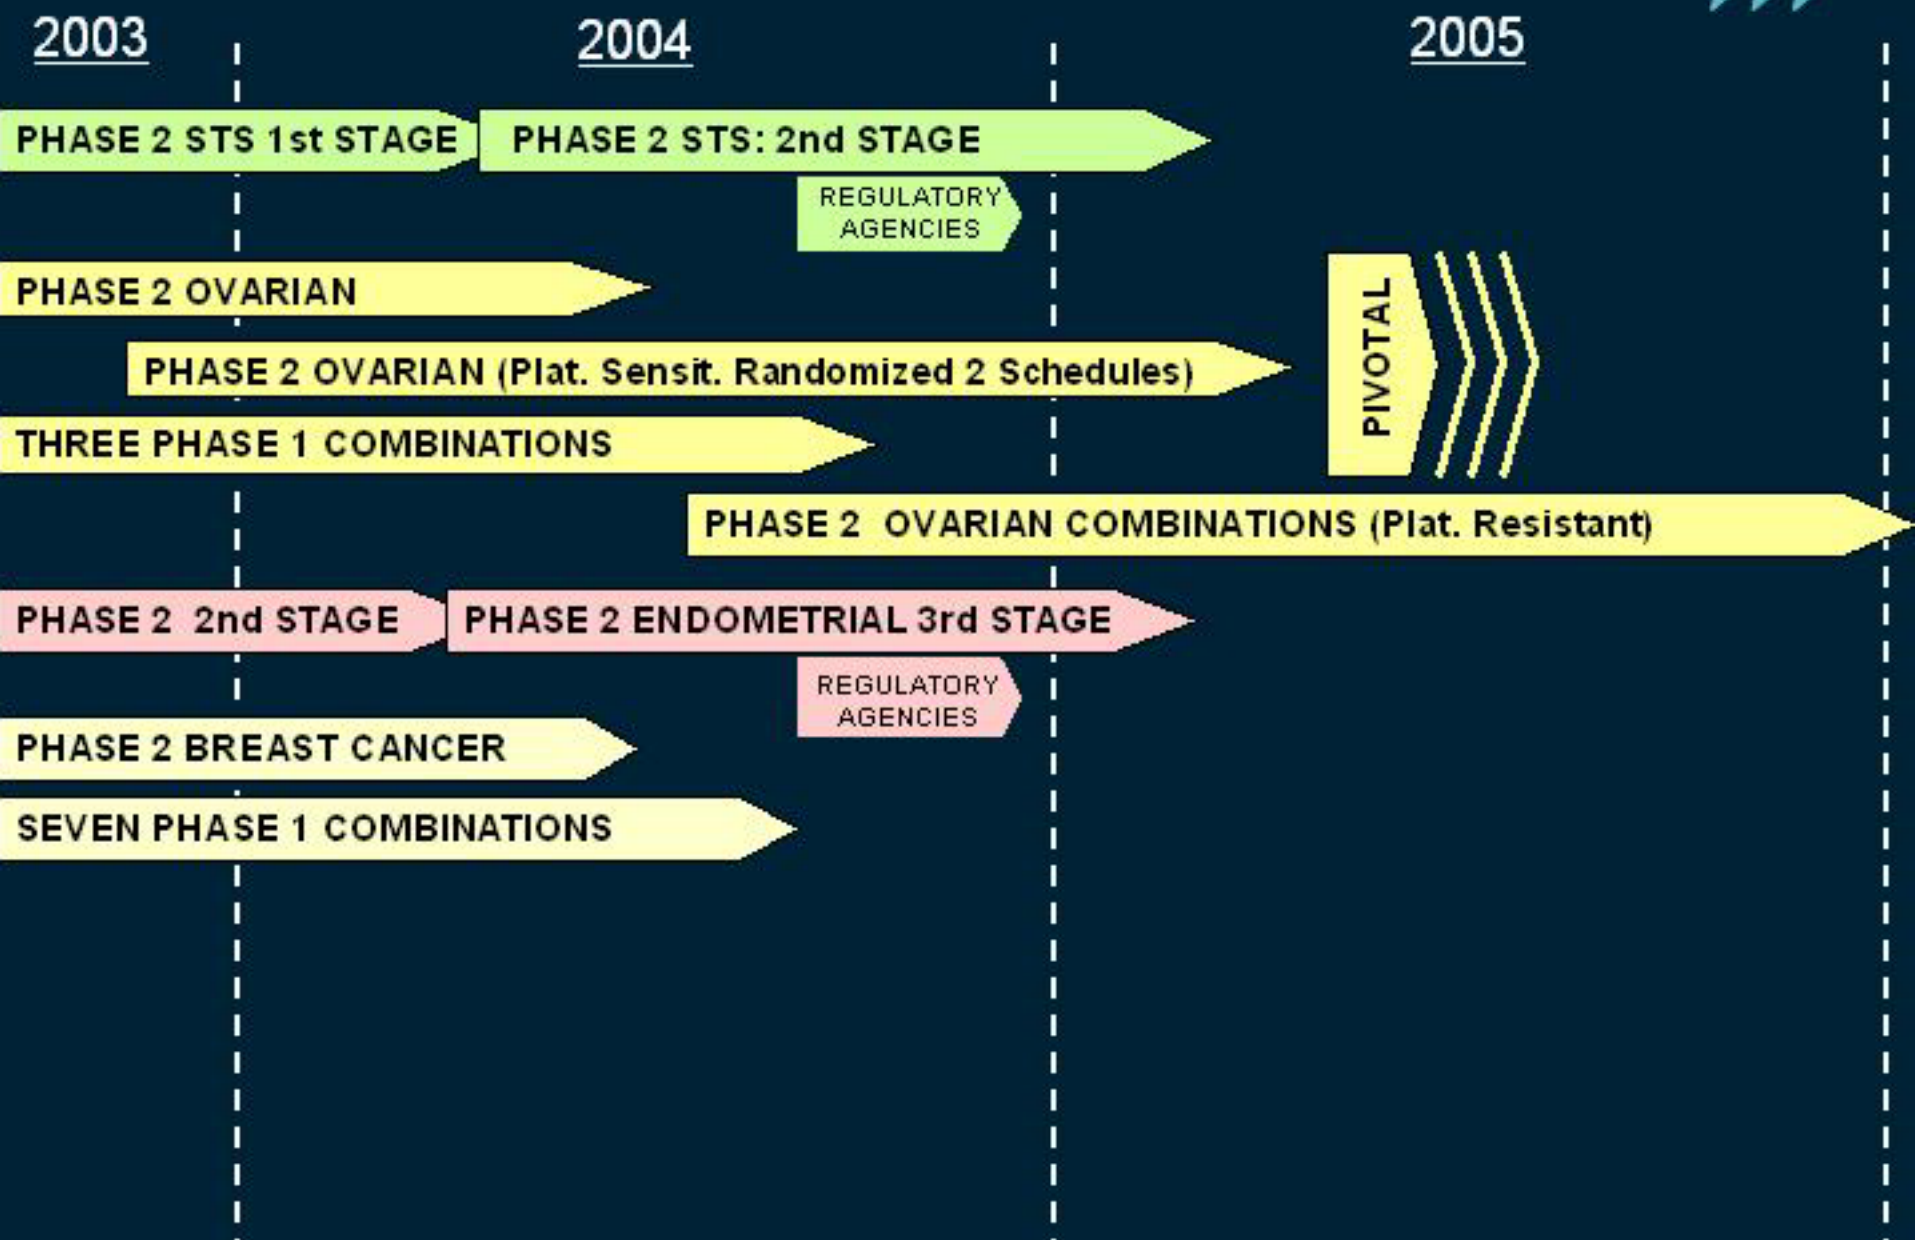 2003
2004
2005
PHASE 2 STS 1st STAGE
PHASE 2 STS: 2nd STAGE
REGULATORY
AGENCIES
PHASE 2 OVARIAN
PIVOTAL
PHASE 2 OVARIAN (Plat. Sensit. Randomized 2 Schedules)
THREE PHASE 1 COMBINATIONS
PHASE 2 OVARIAN COMBINATIONS (Plat. Resistant)
PHASE 2 2nd STAGE
PHASE 2 ENDOMETRIAL 3rd STAGE
REGULATORY
AGENCIES
PHASE 2 BREAST CANCER
SEVEN PHASE 1 COMBINATIONS